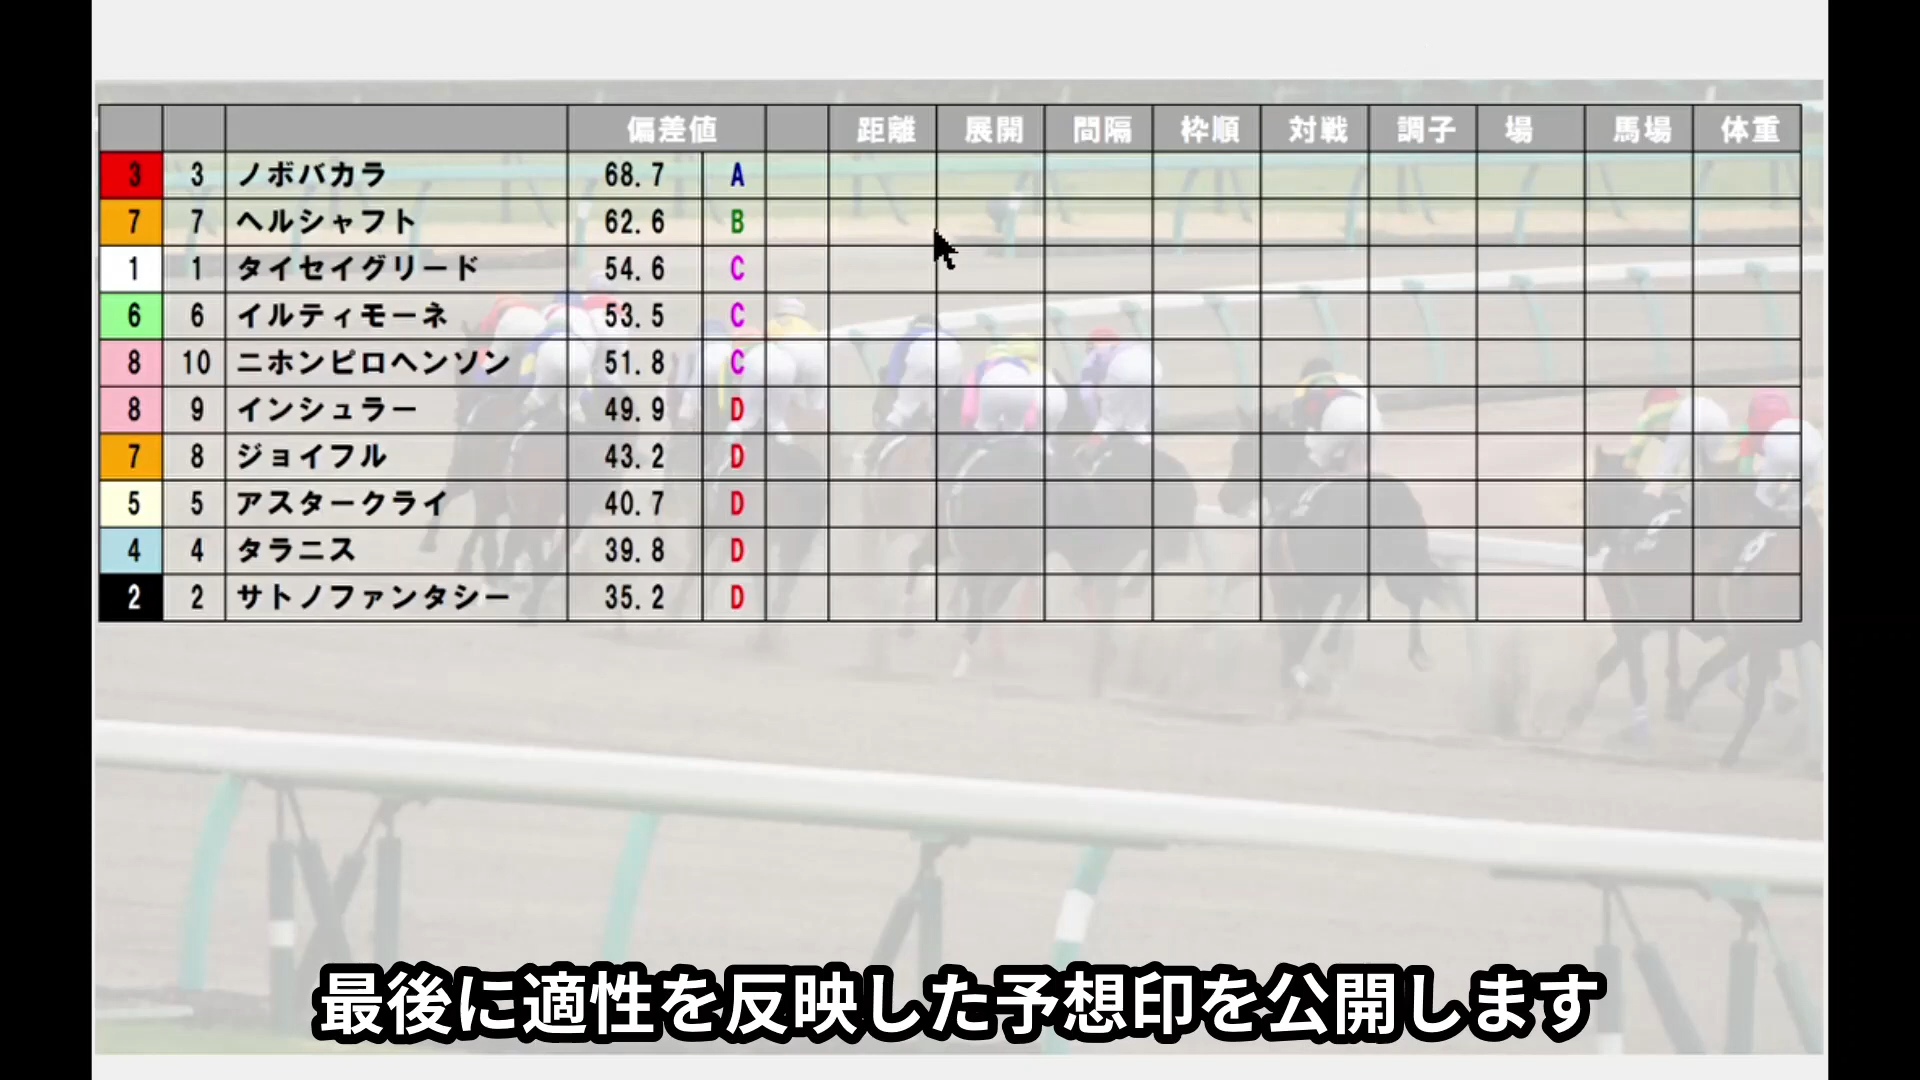 偏差値 距離 展開 間隔 枠順 対戦 調子 場 馬場 体重
3 3 ノボバカラ 68.7 A
7 7 ヘルシャフト 62.6 B
1 1 タイセイグリード 54.6 C
6 6 イルティモーネ 53.5 C
8 10 ニホンピロヘンソン 51.8 C
8 9 インシュラー 49.9 D
7 8 ジョイフル 43.2 D
5 5 アスタークライ 40.7 D
4 4 タラニス 39.8 D
2 2 サトノファンタシー 35.2 D
最後に適性を反映した予想印を公開します